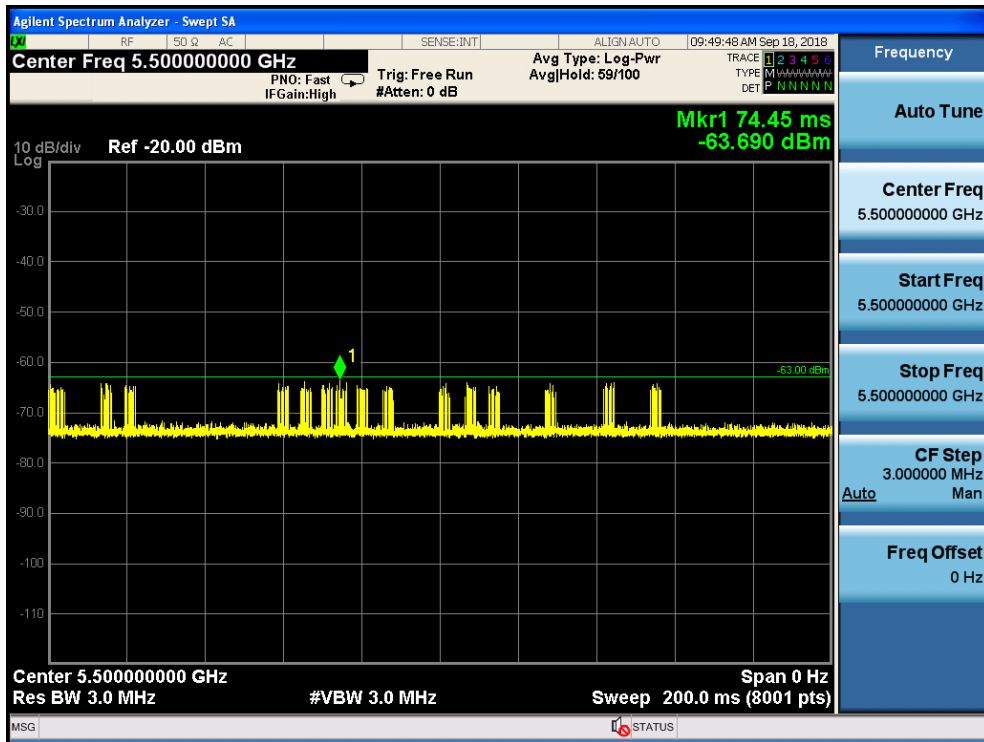 Agilent Spectrum Analyzer - Swept SA
LXI RF 50 Ω AC SENSE:INT ALIGN AUTO 09:49:48 AM Sep 18, 2018
Center Freq 5.500000000 GHz
PNO: Fast
IFGain:High
Trig: Free Run
#Atten: 0 dB
Avg Type: Log-Pwr
Avg|Hold: 59/100
TRACE 1 2 3 4 5 6
TYPE M WWWWW
DET P N N N N N
Mkr1 74.45 ms
-63.690 dBm
10 dB/div Ref -20.00 dBm
Log
-30.0
-40.0
-50.0
-60.0
1
-63.00 dBm
-70.0
-80.0
-90.0
-100
-110
Center 5.500000000 GHz Span 0 Hz
Res BW 3.0 MHz #VBW 3.0 MHz Sweep 200.0 ms (8001 pts)
MSG STATUS
Frequency
Auto Tune
Center Freq
5.500000000 GHz
Start Freq
5.500000000 GHz
Stop Freq
5.500000000 GHz
CF Step
3.000000 MHz
Auto Man
Freq Offset
0 Hz